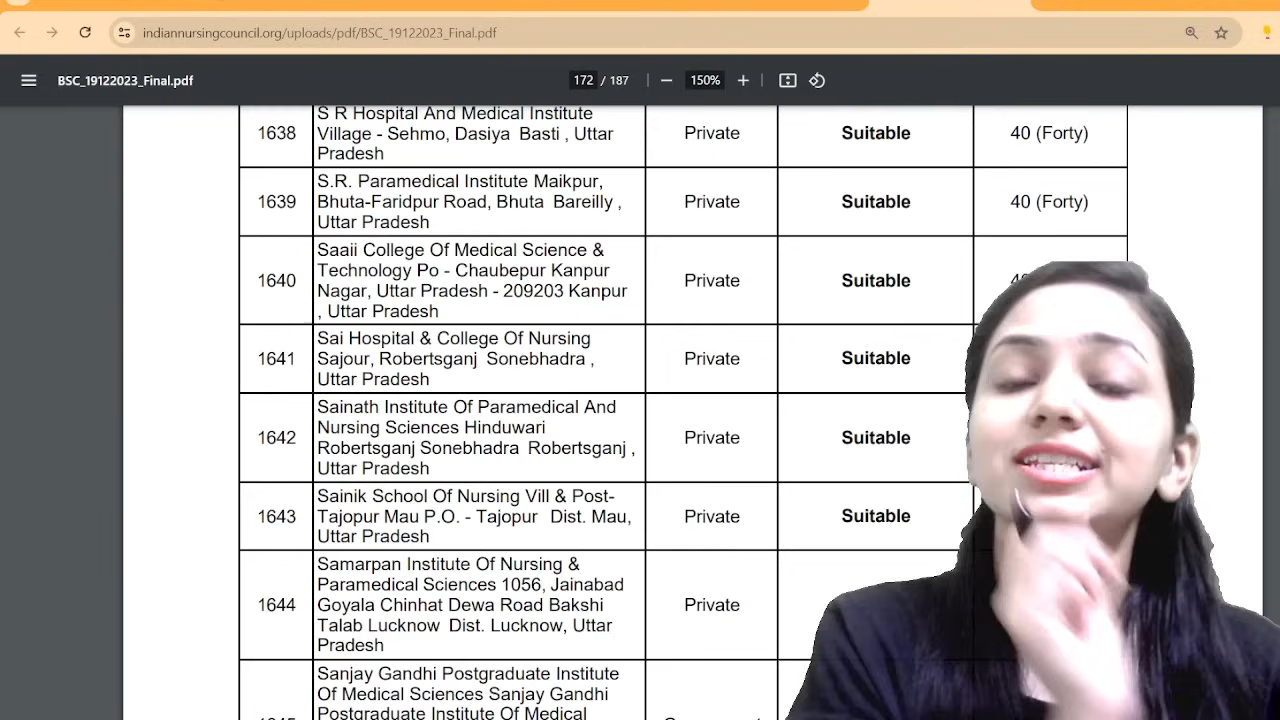 indiannursingcouncil.org/uploads/pdf/BSC_19122023_Final.pdf
BSC_19122023_Final.pdf
172 / 187
150%
1638
S R Hospital And Medical Institute
Village - Sehmo, Dasiya Basti , Uttar
Pradesh
Private
Suitable
40 (Forty)
1639
S.R. Paramedical Institute Maikpur,
Bhuta-Faridpur Road, Bhuta Bareilly ,
Uttar Pradesh
Private
Suitable
40 (Forty)
1640
Saaii College Of Medical Science &
Technology Po - Chaubepur Kanpur
Nagar, Uttar Pradesh - 209203 Kanpur
, Uttar Pradesh
Private
Suitable
1641
Sai Hospital & College Of Nursing
Sajour, Robertsganj Sonebhadra ,
Uttar Pradesh
Private
Suitable
1642
Sainath Institute Of Paramedical And
Nursing Sciences Hinduwari
Robertsganj Sonebhadra Robertsganj ,
Uttar Pradesh
Private
Suitable
1643
Sainik School Of Nursing Vill & Post-
Tajopur Mau P.O. - Tajopur Dist. Mau,
Uttar Pradesh
Private
Suitable
1644
Samarpan Institute Of Nursing &
Paramedical Sciences 1056, Jainabad
Goyala Chinhat Dewa Road Bakshi
Talab Lucknow Dist. Lucknow, Uttar
Pradesh
Private
Sanjay Gandhi Postgraduate Institute
Of Medical Sciences Sanjay Gandhi
Postgraduate Institute Of Medical